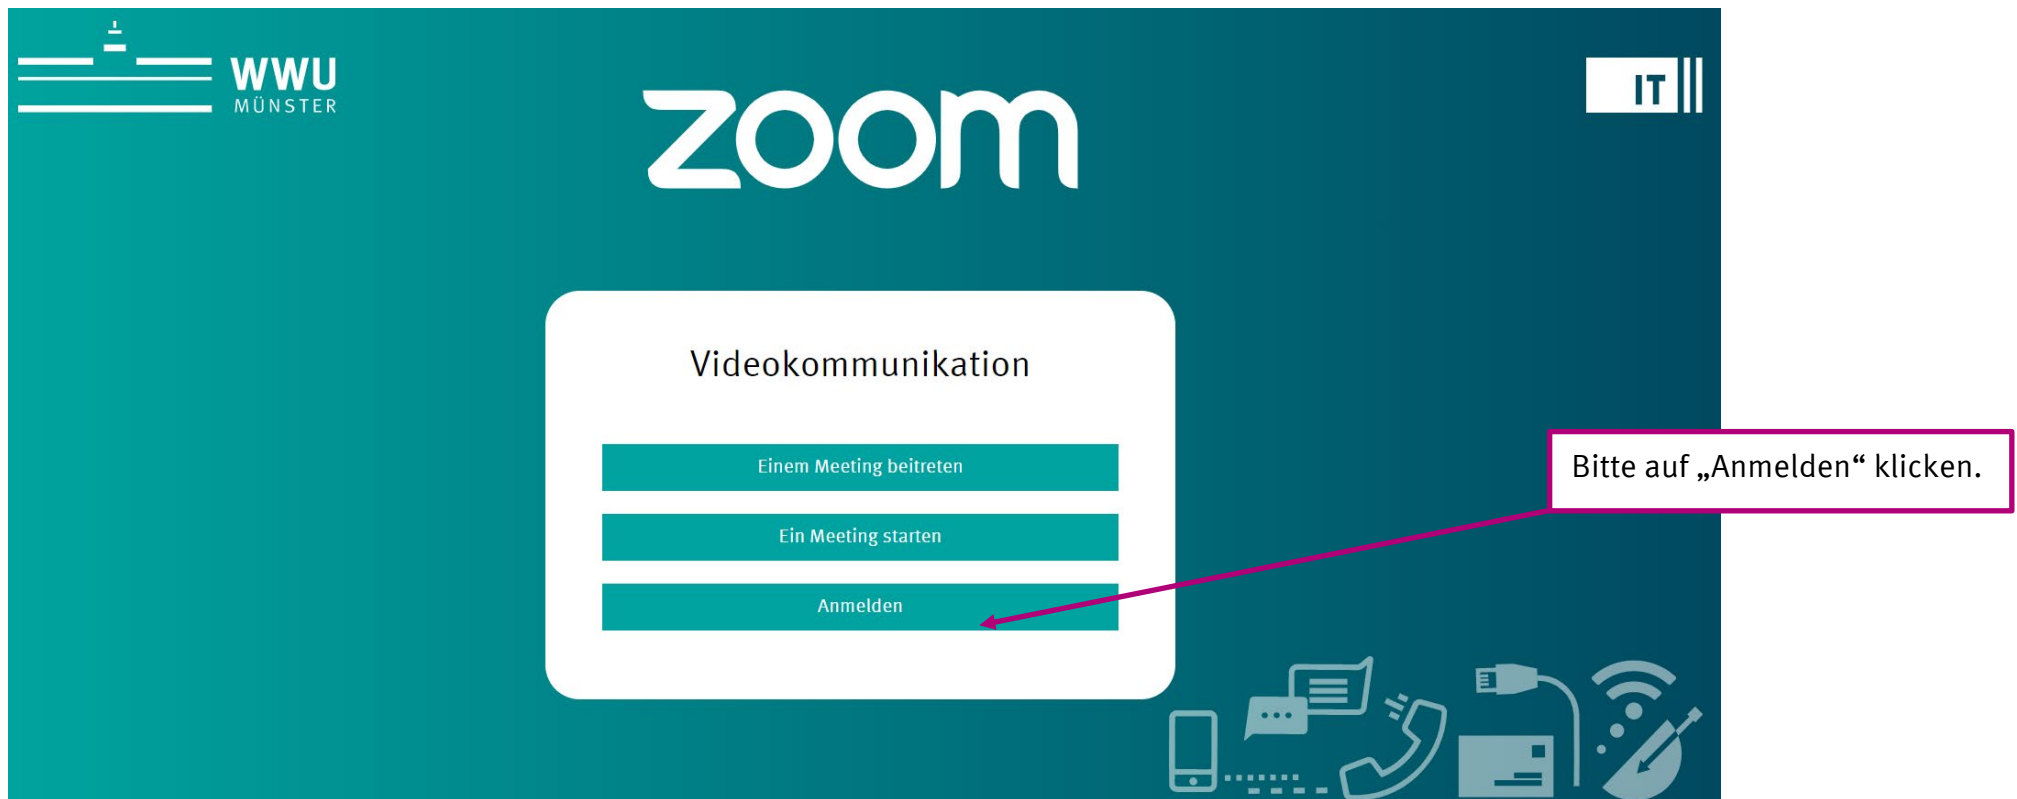 WWU
MÜNSTER
zoom
IT
Videokommunikation
Einem Meeting beitreten
Ein Meeting starten
Anmelden
Bitte auf „Anmelden“ klicken.